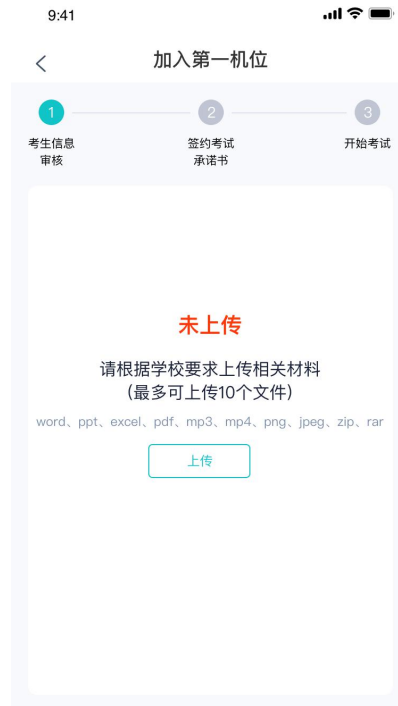 9:41
加入第一机位
1
2
3
考生信息
审核
签约考试
承诺书
开始考试
未上传
请根据学校要求上传相关材料
(最多可上传10个文件)
word、ppt、excel、pdf、mp3、mp4、png、jpeg、zip、rar
上传